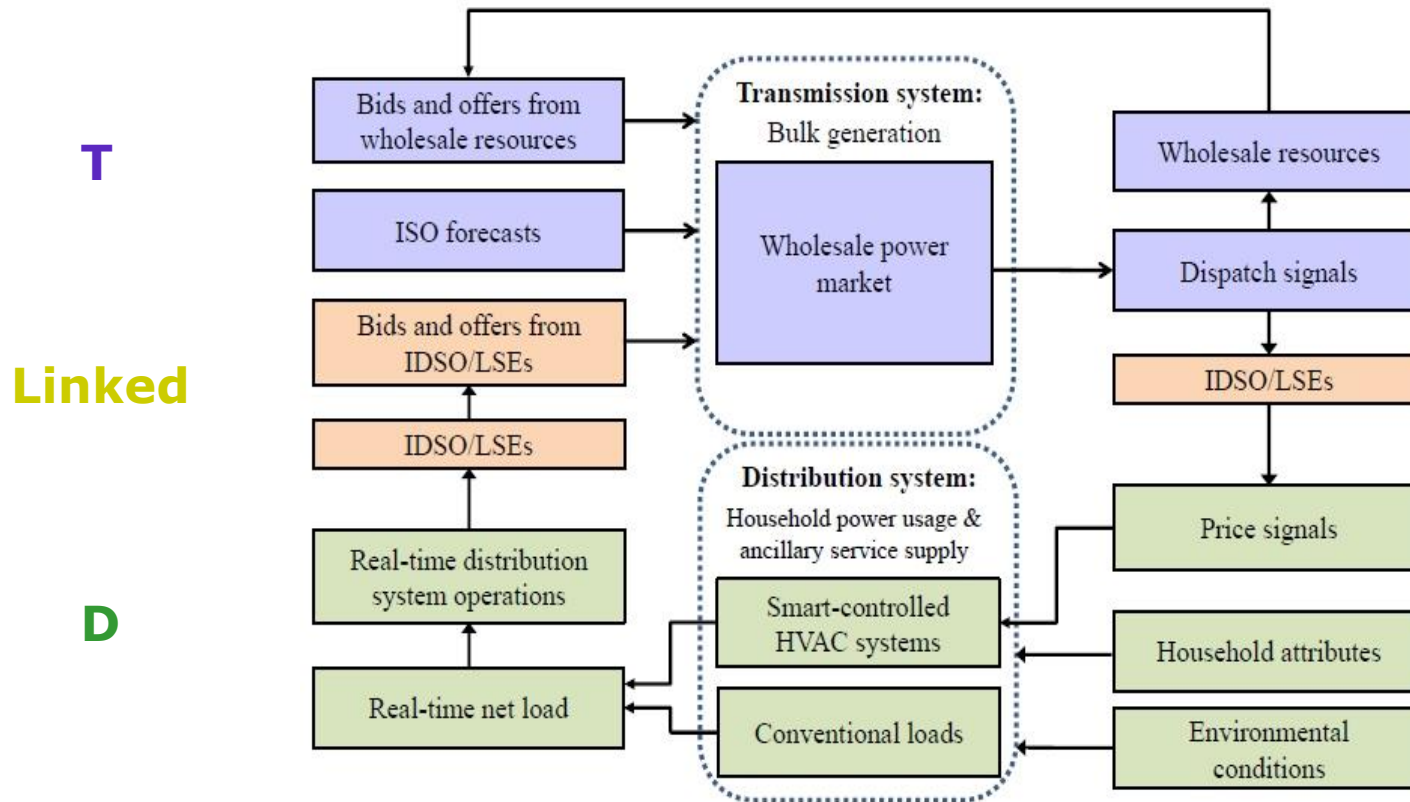 T
Linked
D
Bids and offers from
wholesale resources
ISO forecasts
Bids and offers from
IDSO/LSEs
IDSO/LSEs
Real-time distribution
system operations
Real-time net load
Transmission system:
Bulk generation
Wholesale power
market
Distribution system:
Household power usage &
ancillary service supply
Smart-controlled
HVAC systems
Conventional loads
Wholesale resources
Dispatch signals
IDSO/LSEs
Price signals
Household attributes
Environmental
conditions